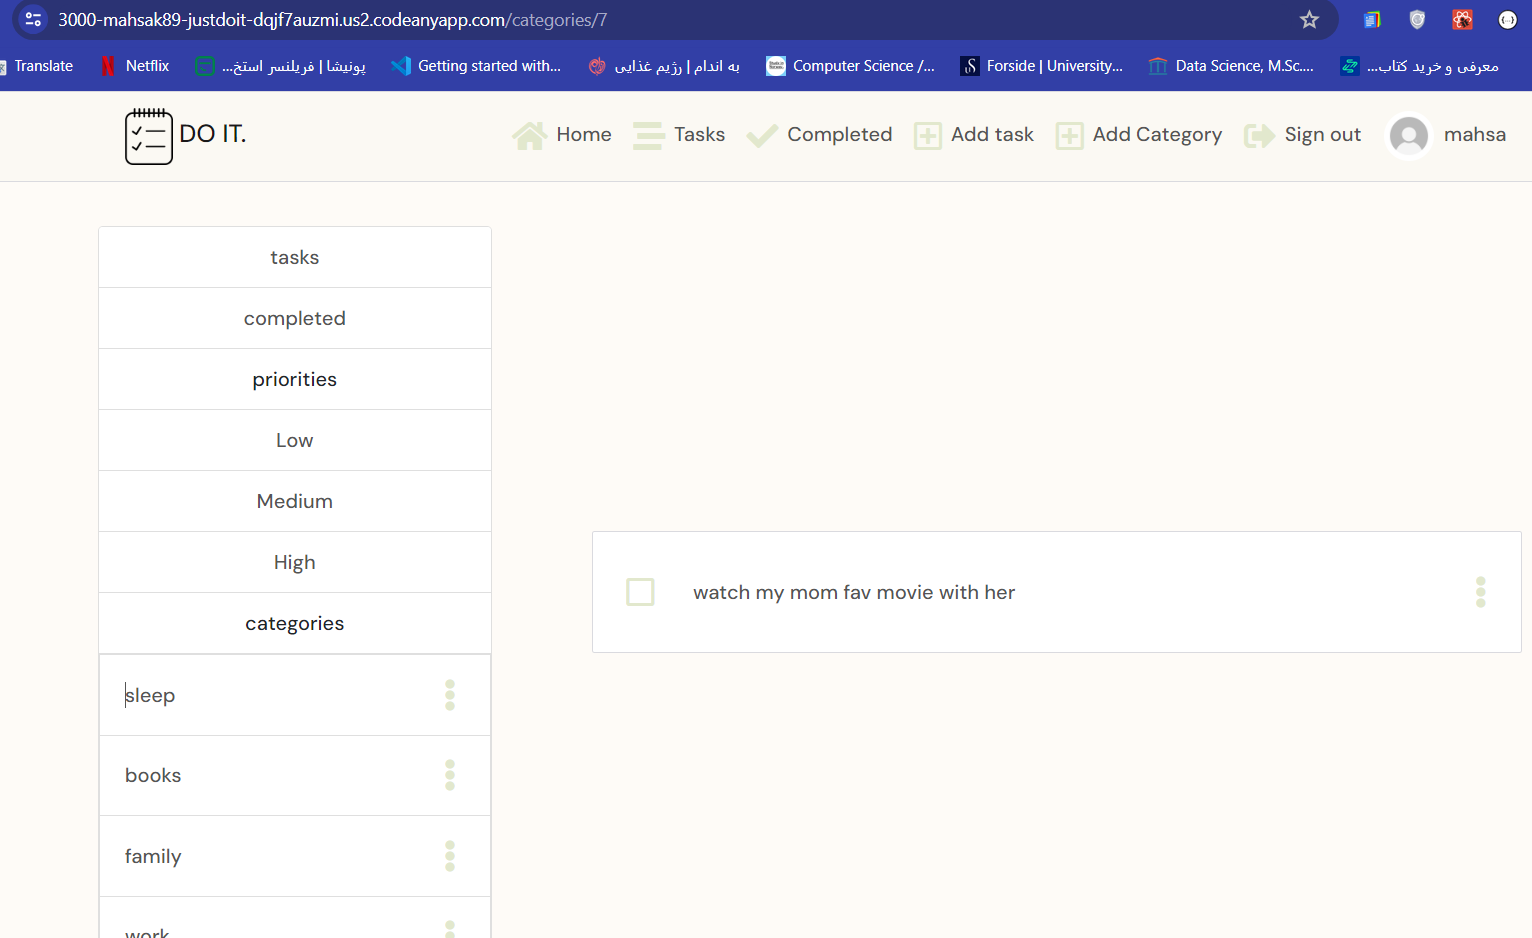 3000-mahsak89-justdoit-dqjf7auzmi.us2.codeanyapp.com/categories/7
Translate
Netflix
پونیشا | فریلنسر استخ...
Getting started with...
به اندام | رژیم غذایی
Computer Science /...
Forside | University...
Data Science, M.Sc....
معرفی و خرید کتاب...
DO IT.
Home
Tasks
Completed
Add task
Add Category
Sign out
mahsa
tasks
completed
priorities
Low
Medium
High
categories
sleep
books
family
work
watch my mom fav movie with her